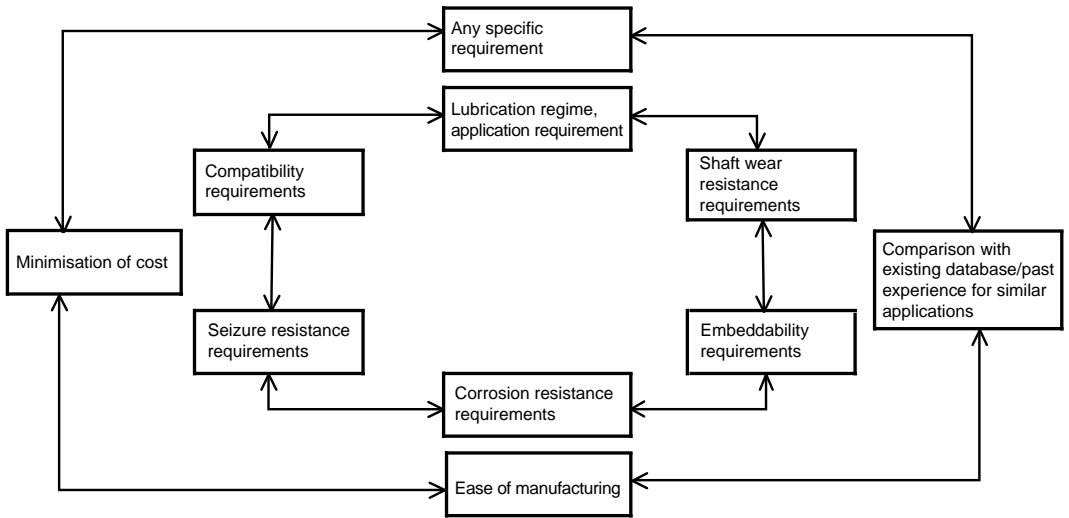 Any specific
requirement
Lubrication regime,
application requirement
Compatibility
requirements
Shaft wear
resistance
requirements
Minimisation of cost
Comparison with
existing database/past
experience for similar
applications
Seizure resistance
requirements
Embeddability
requirements
Corrosion resistance
requirements
Ease of manufacturing